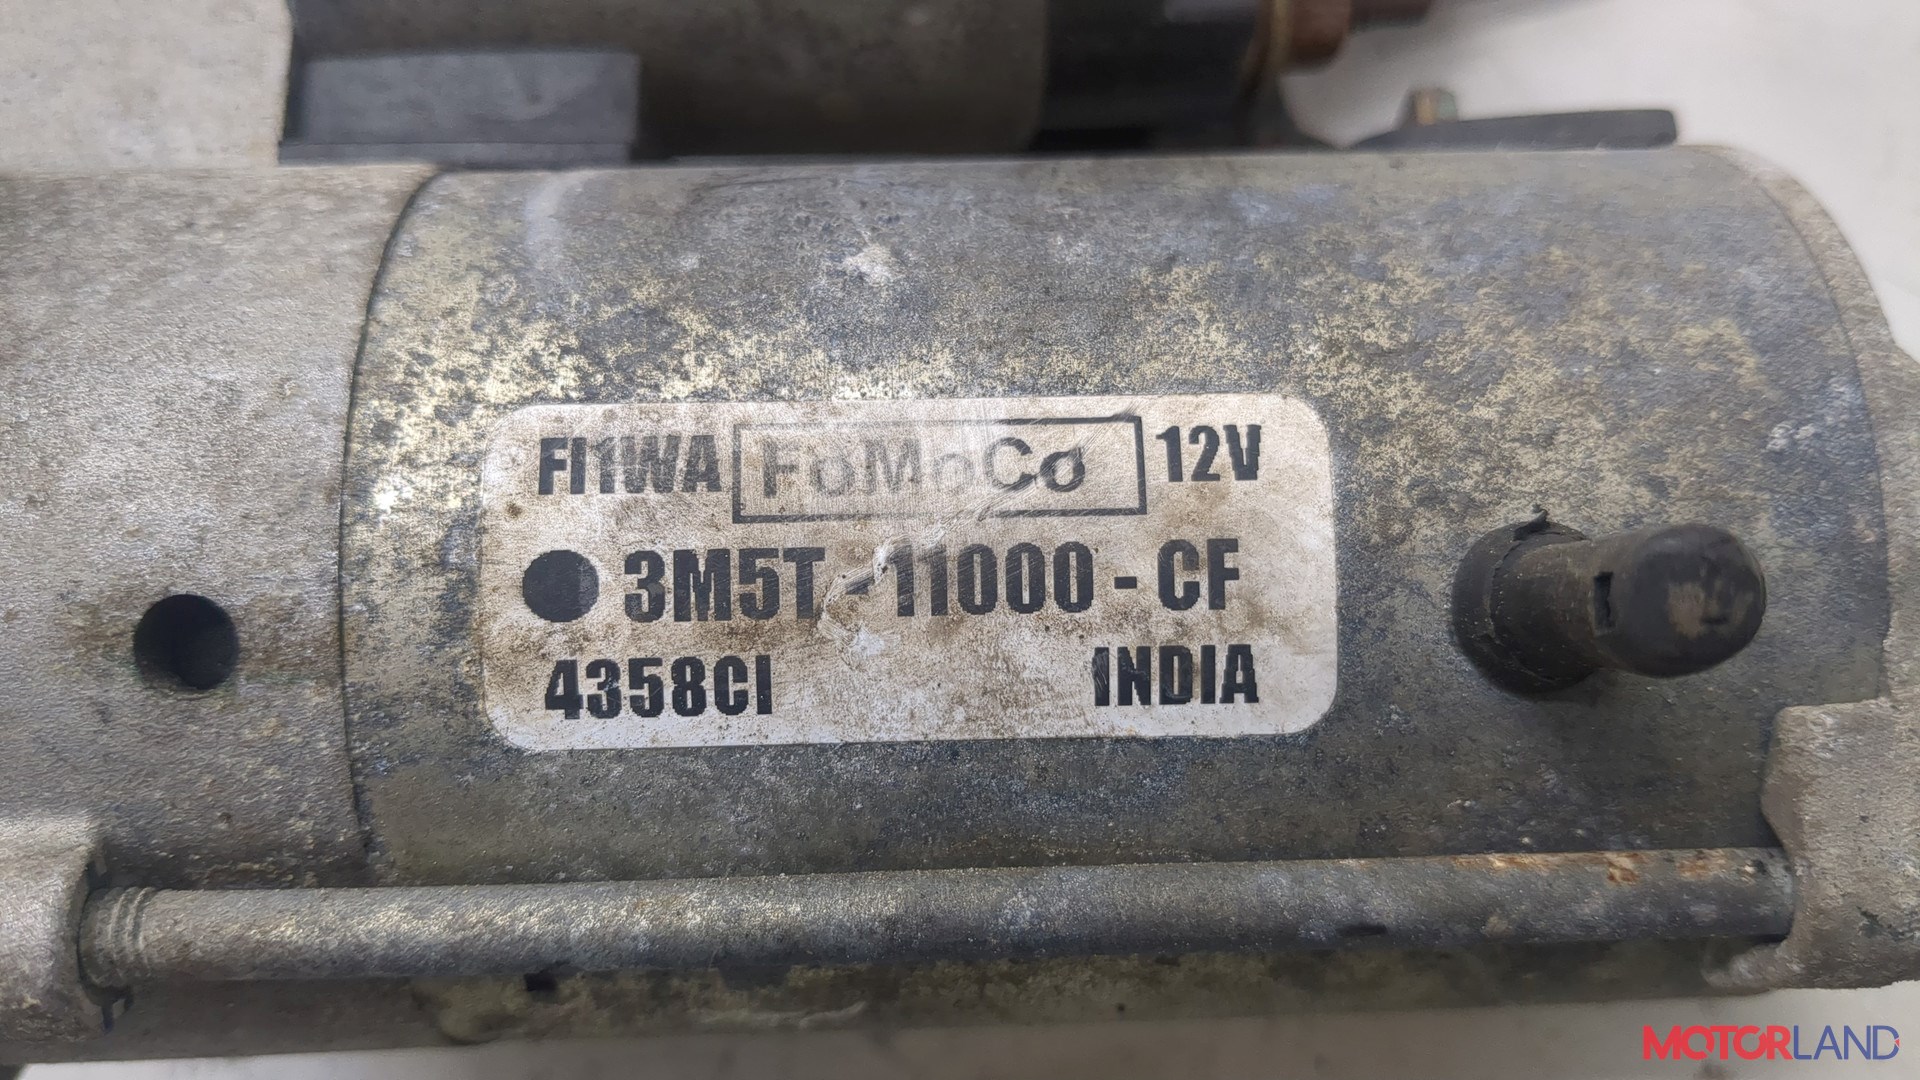 FI1WA FoMoCo 12V
3M5T-11000-CF
4358CI INDIA
MOTORLAND